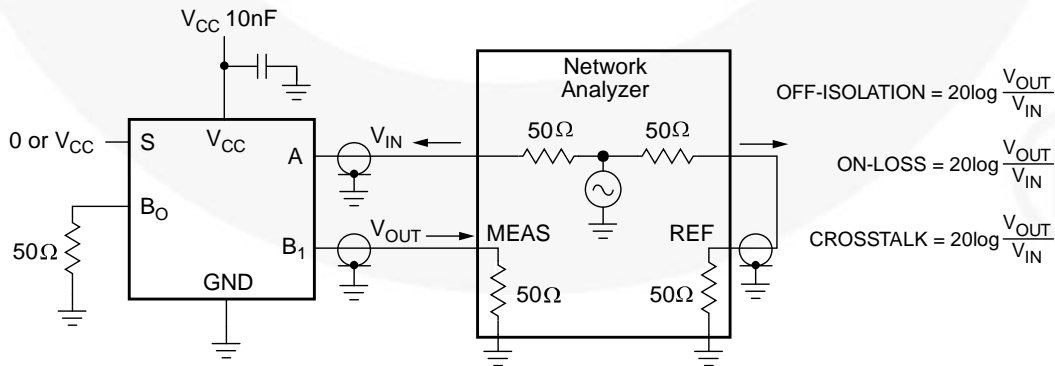 V_CC 10nF
Network
Analyzer
OFF-ISOLATION = 20log V_OUT / V_IN
0 or V_CC
S
V_CC
A
V_IN
50Ω
50Ω
ON-LOSS = 20log V_OUT / V_IN
B_O
50Ω
B_1
V_OUT
MEAS
REF
CROSSTALK = 20log V_OUT / V_IN
GND
50Ω
50Ω